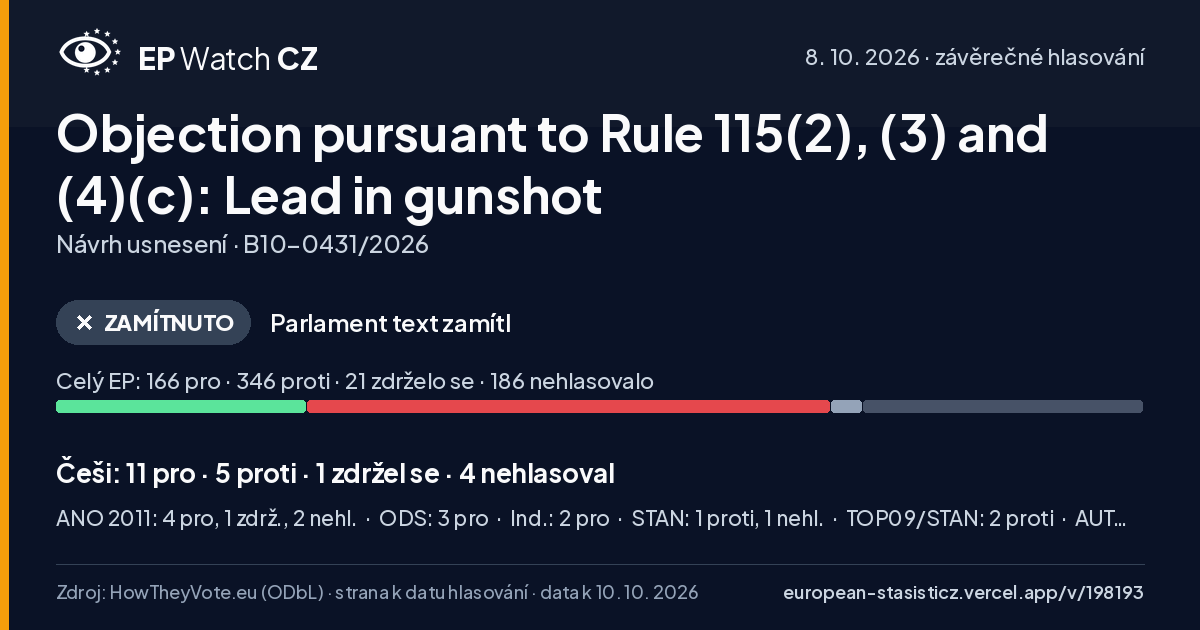 EP Watch CZ
8. 10. 2026 · závěrečné hlasování
Objection pursuant to Rule 115(2), (3) and
(4)(c): Lead in gunshot
Návrh usnesení · B10-0431/2026
✕ ZAMÍTNUTO
Parlament text zamítl
Celý EP: 166 pro · 346 proti · 21 zdrželo se · 186 nehlasovalo
Češi: 11 pro · 5 proti · 1 zdržel se · 4 nehlasoval
ANO 2011: 4 pro, 1 zdrž., 2 nehl. · ODS: 3 pro · Ind.: 2 pro · STAN: 1 proti, 1 nehl. · TOP09/STAN: 2 proti · AUT…
Zdroj: HowTheyVote.eu (ODbL) · strana k datu hlasování · data k 10. 10. 2026
european-stasisticz.vercel.app/v/198193